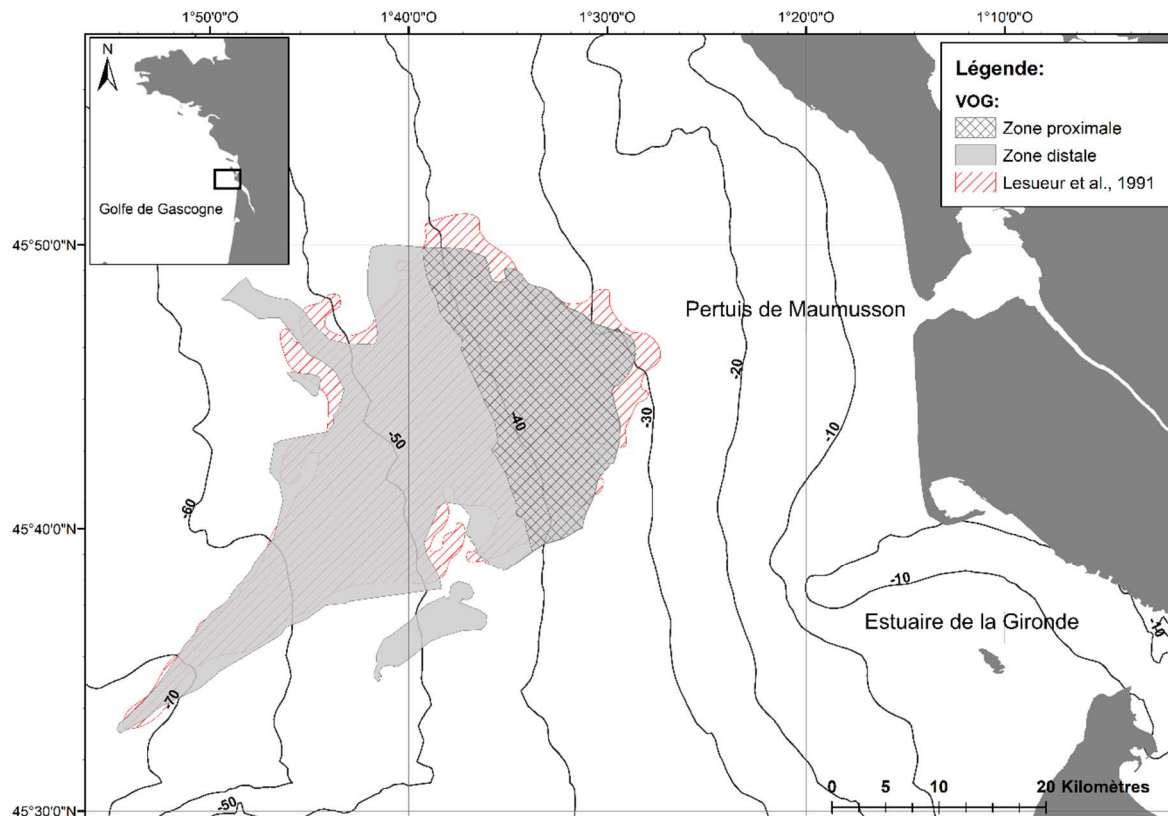 1°50'0"O
1°40'0"O
1°30'0"O
1°20'0"O
1°10'0"O
N
Golfe de Gascogne
Légende:
VOG:
Zone proximale
Zone distale
Lesueur et al., 1991
45°50'0"N
Pertuis de Maumusson
-20
-30
-40
-50
-10
-60
45°40'0"N
-10
Estuaire de la Gironde
-10
-70
-50
0 5 10 20 Kilomètres
45°30'0"N